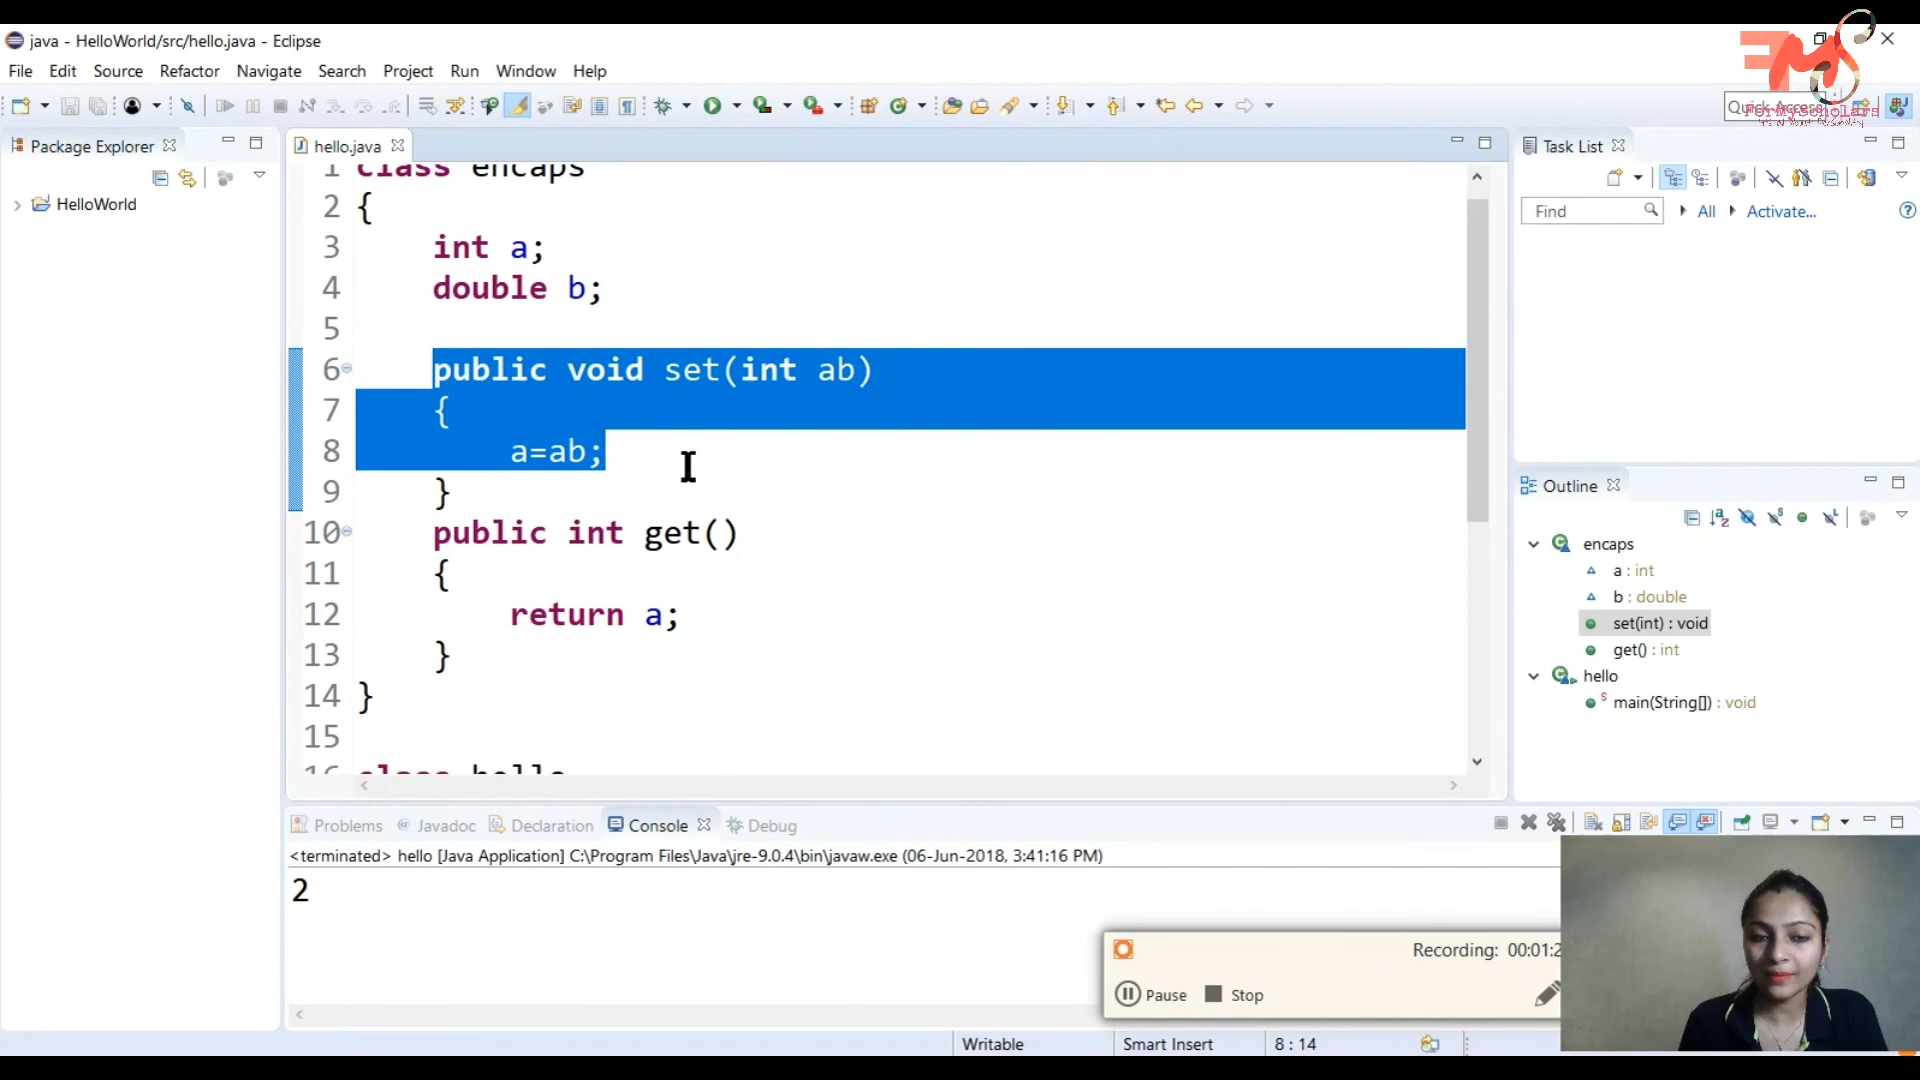 java - HelloWorld/src/hello.java - Eclipse
File Edit Source Refactor Navigate Search Project Run Window Help
Quick Access
ForMyScholars
Package Explorer
HelloWorld
hello.java
1 class encaps
2 {
3 int a;
4 double b;
5
6 public void set(int ab)
7 {
8 a=ab;
9 }
10 public int get()
11 {
12 return a;
13 }
14 }
15
16 class hello
Task List
Find All Activate...
Outline
encaps
a : int
b : double
set(int) : void
get() : int
hello
main(String[]) : void
Problems Javadoc Declaration Console Debug
<terminated> hello [Java Application] C:\Program Files\Java\jre-9.0.4\bin\javaw.exe (06-Jun-2018, 3:41:16 PM)
2
Recording: 00:01:2
Pause Stop
Writable Smart Insert 8 : 14